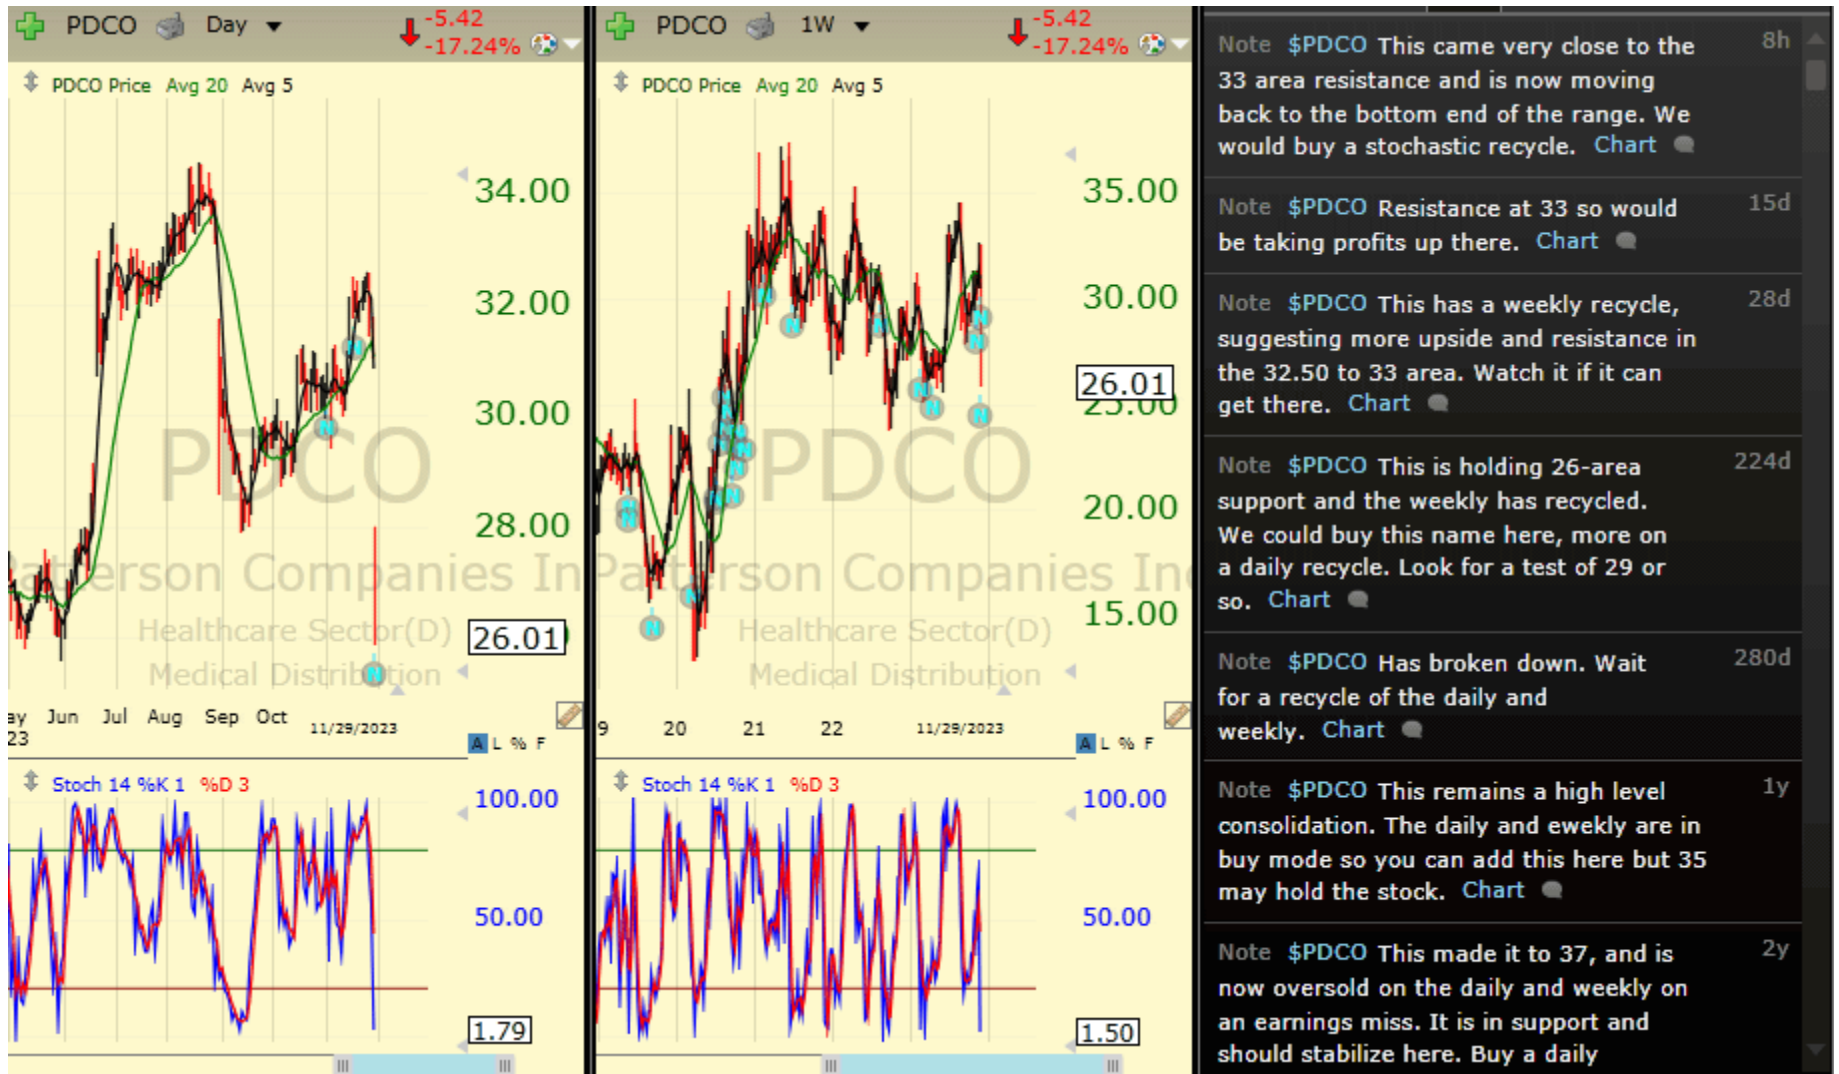 PDCO Day
-5.42
-17.24%
PDCO Price Avg 20 Avg 5
34.00
32.00
30.00
28.00
26.01
PDCO
Patterson Companies In
Healthcare Sector(D)
Medical Distribution
N
N
N
ay Jun Jul Aug Sep Oct 11/29/2023
23
A L % F
Stoch 14 %K 1 %D 3
100.00
50.00
1.79
PDCO 1W
-5.42
-17.24%
PDCO Price Avg 20 Avg 5
35.00
30.00
26.01
25.00
20.00
15.00
PDCO
Patterson Companies Inc
Healthcare Sector(D)
Medical Distribution
9 20 21 22 11/29/2023
A L % F
Stoch 14 %K 1 %D 3
100.00
50.00
1.50
Note $PDCO This came very close to the 8h
33 area resistance and is now moving
back to the bottom end of the range. We
would buy a stochastic recycle. Chart
Note $PDCO Resistance at 33 so would 15d
be taking profits up there. Chart
Note $PDCO This has a weekly recycle, 28d
suggesting more upside and resistance in
the 32.50 to 33 area. Watch it if it can
get there. Chart
Note $PDCO This is holding 26-area 224d
support and the weekly has recycled.
We could buy this name here, more on
a daily recycle. Look for a test of 29 or
so. Chart
Note $PDCO Has broken down. Wait 280d
for a recycle of the daily and
weekly. Chart
Note $PDCO This remains a high level 1y
consolidation. The daily and ewekly are in
buy mode so you can add this here but 35
may hold the stock. Chart
Note $PDCO This made it to 37, and is 2y
now oversold on the daily and weekly on
an earnings miss. It is in support and
should stabilize here. Buy a daily